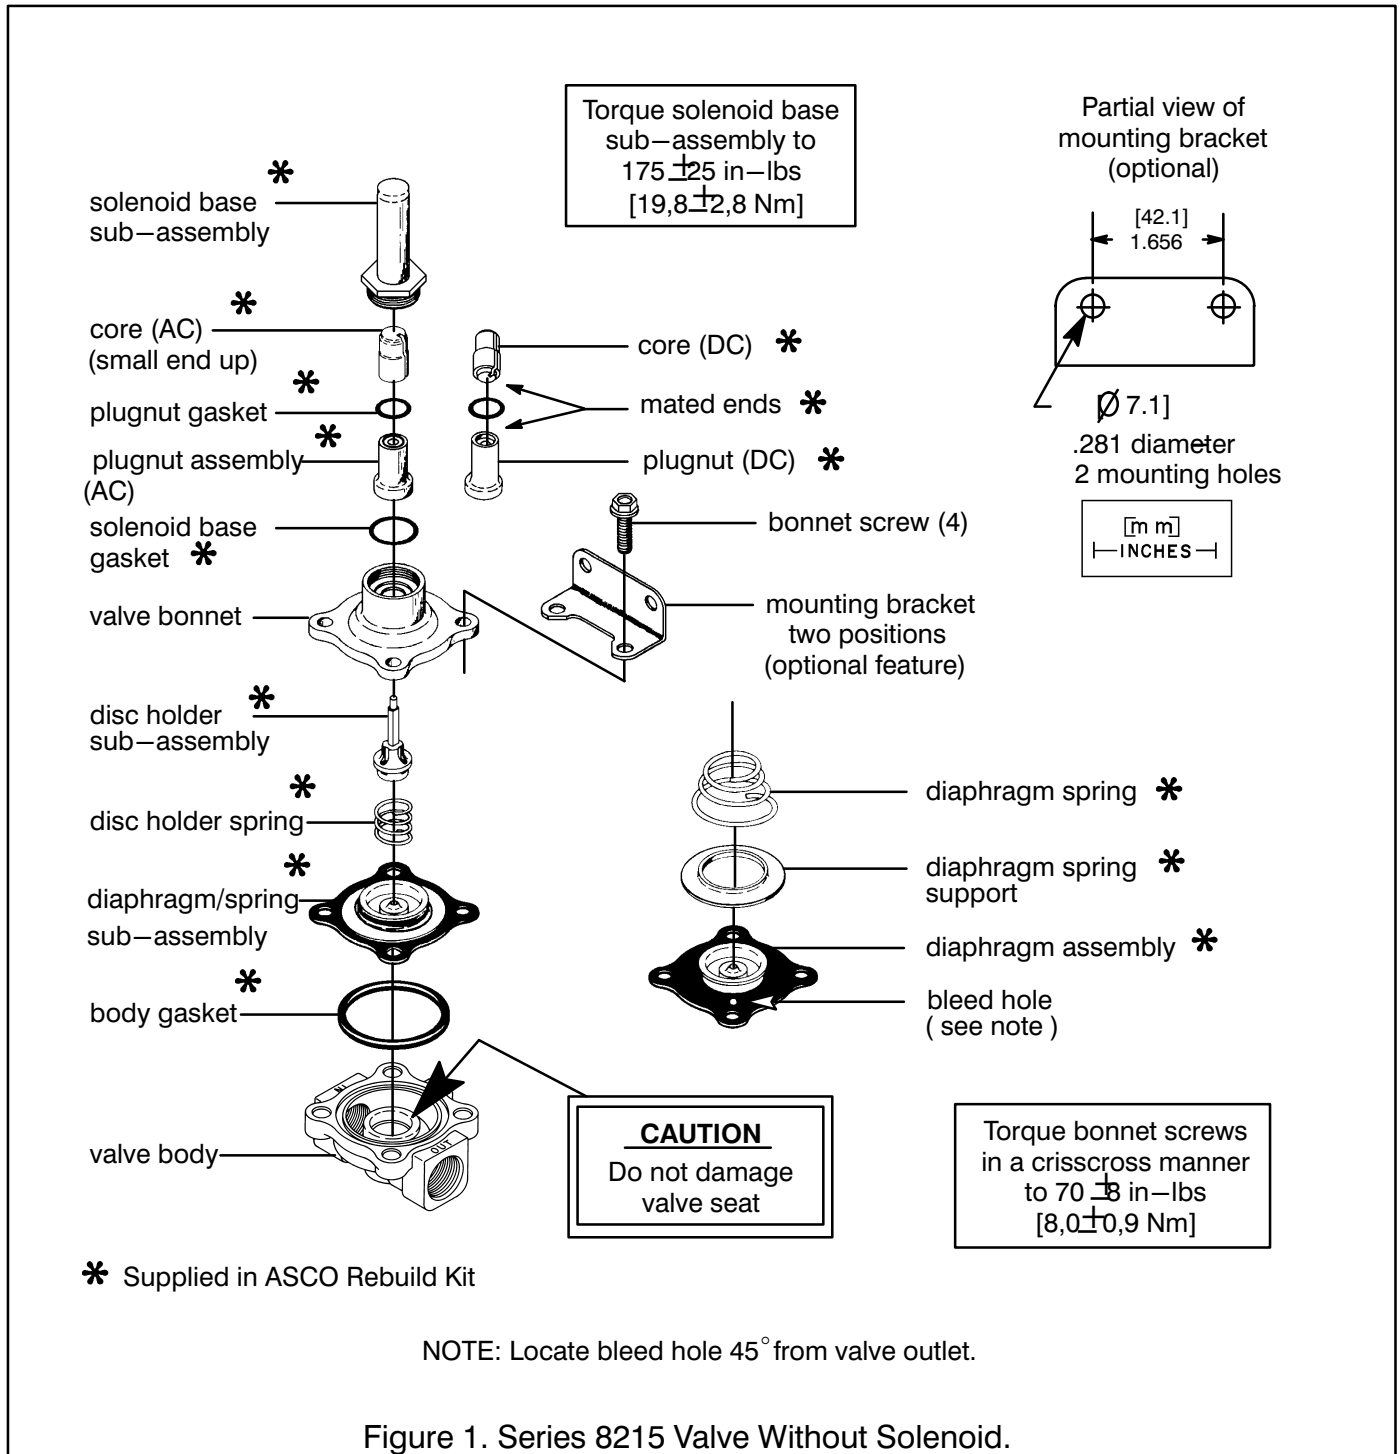 Torque solenoid base
sub−assembly to
175 ±25 in−lbs
[19,8 ±2,8 Nm]
Partial view of
mounting bracket
(optional)
[42.1]
1.656
[Ø 7.1]
.281 diameter
2 mounting holes
[mm]
INCHES
* solenoid base
sub−assembly
* core (AC)
(small end up)
* plugnut gasket
* plugnut assembly
(AC)
solenoid base
gasket *
valve bonnet
* disc holder
sub−assembly
* disc holder spring
* diaphragm/spring
sub−assembly
* body gasket
valve body
IN
OUT
core (DC) *
mated ends *
plugnut (DC) *
bonnet screw (4)
mounting bracket
two positions
(optional feature)
diaphragm spring *
diaphragm spring *
support
diaphragm assembly *
bleed hole
( see note )
CAUTION
Do not damage
valve seat
Torque bonnet screws
in a crisscross manner
to 70 ±8 in−lbs
[8,0 ±0,9 Nm]
* Supplied in ASCO Rebuild Kit
NOTE: Locate bleed hole 45° from valve outlet.
Figure 1. Series 8215 Valve Without Solenoid.